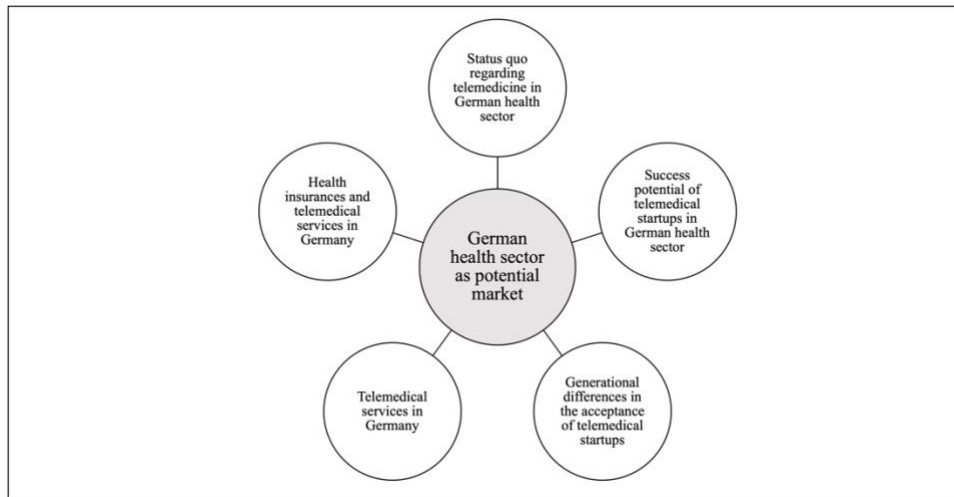 Status quo
regarding
telemedicine in
German health
sector
Health
insurances and
telemedical
services in
Germany
Success
potential of
telemedical
startups in
German health
sector
German
health sector
as potential
market
Telemedical
services in
Germany
Generational
differences in
the acceptance
of telemedical
startups